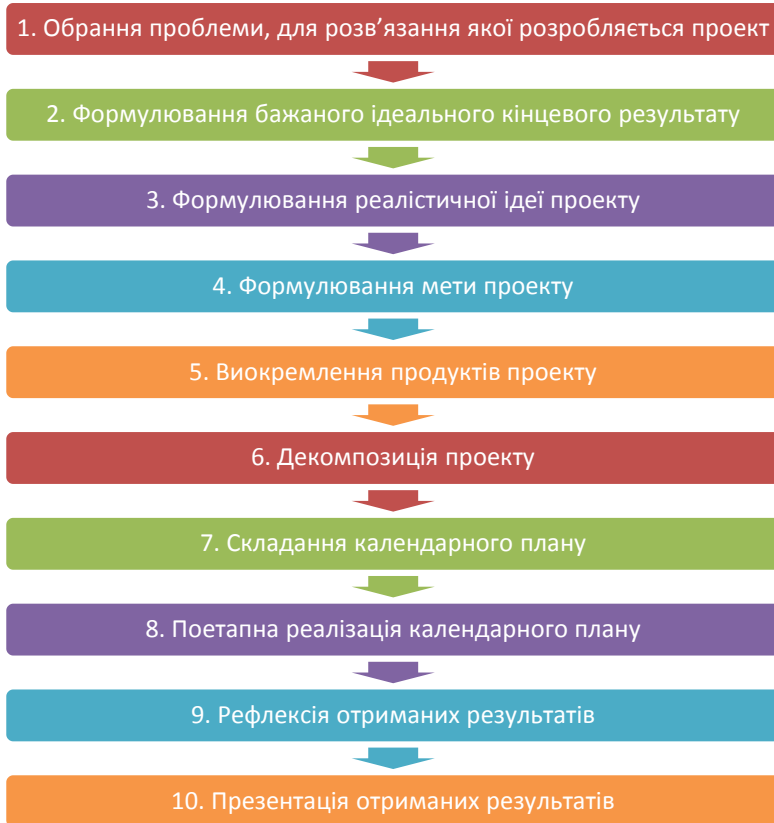 1. Обрання проблеми, для розв’язання якої розробляється проект
2. Формулювання бажаного ідеального кінцевого результату
3. Формулювання реалістичної ідеї проекту
4. Формулювання мети проекту
5. Виокремлення продуктів проекту
6. Декомпозиція проекту
7. Складання календарного плану
8. Поетапна реалізація календарного плану
9. Рефлексія отриманих результатів
10. Презентація отриманих результатів